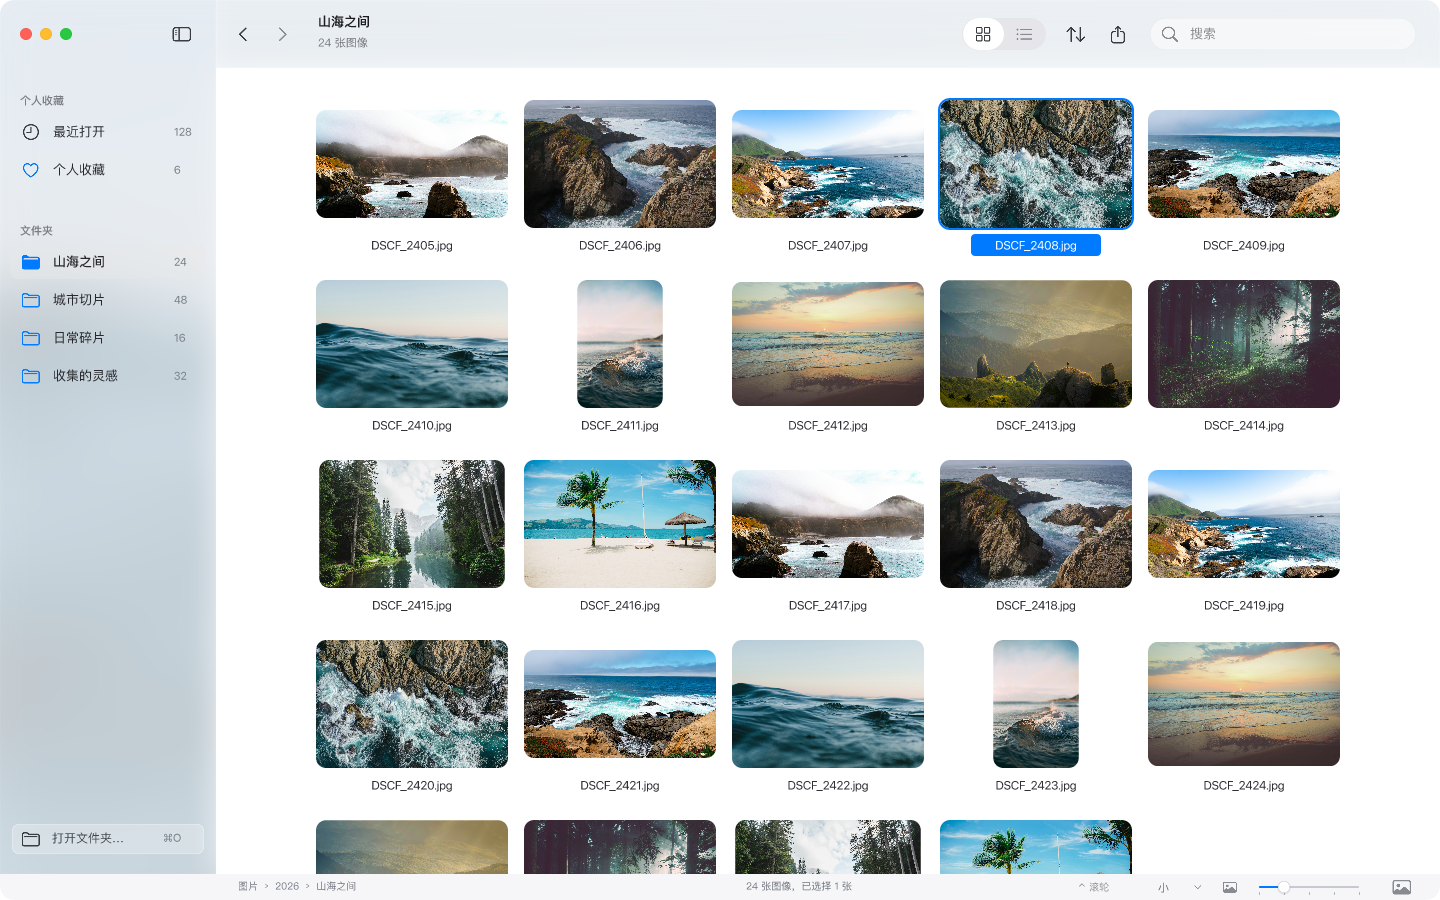 山海之间
24 张图像
搜索
个人收藏
最近打开 128
个人收藏 6
文件夹
山海之间 24
城市切片 48
日常碎片 16
收集的灵感 32
打开文件夹... ⌘O
DSCF_2405.jpg DSCF_2406.jpg DSCF_2407.jpg DSCF_2408.jpg DSCF_2409.jpg
DSCF_2410.jpg DSCF_2411.jpg DSCF_2412.jpg DSCF_2413.jpg DSCF_2414.jpg
DSCF_2415.jpg DSCF_2416.jpg DSCF_2417.jpg DSCF_2418.jpg DSCF_2419.jpg
DSCF_2420.jpg DSCF_2421.jpg DSCF_2422.jpg DSCF_2423.jpg DSCF_2424.jpg
图片 › 2026 › 山海之间
24 张图像，已选择 1 张
⌃ 滚轮
小